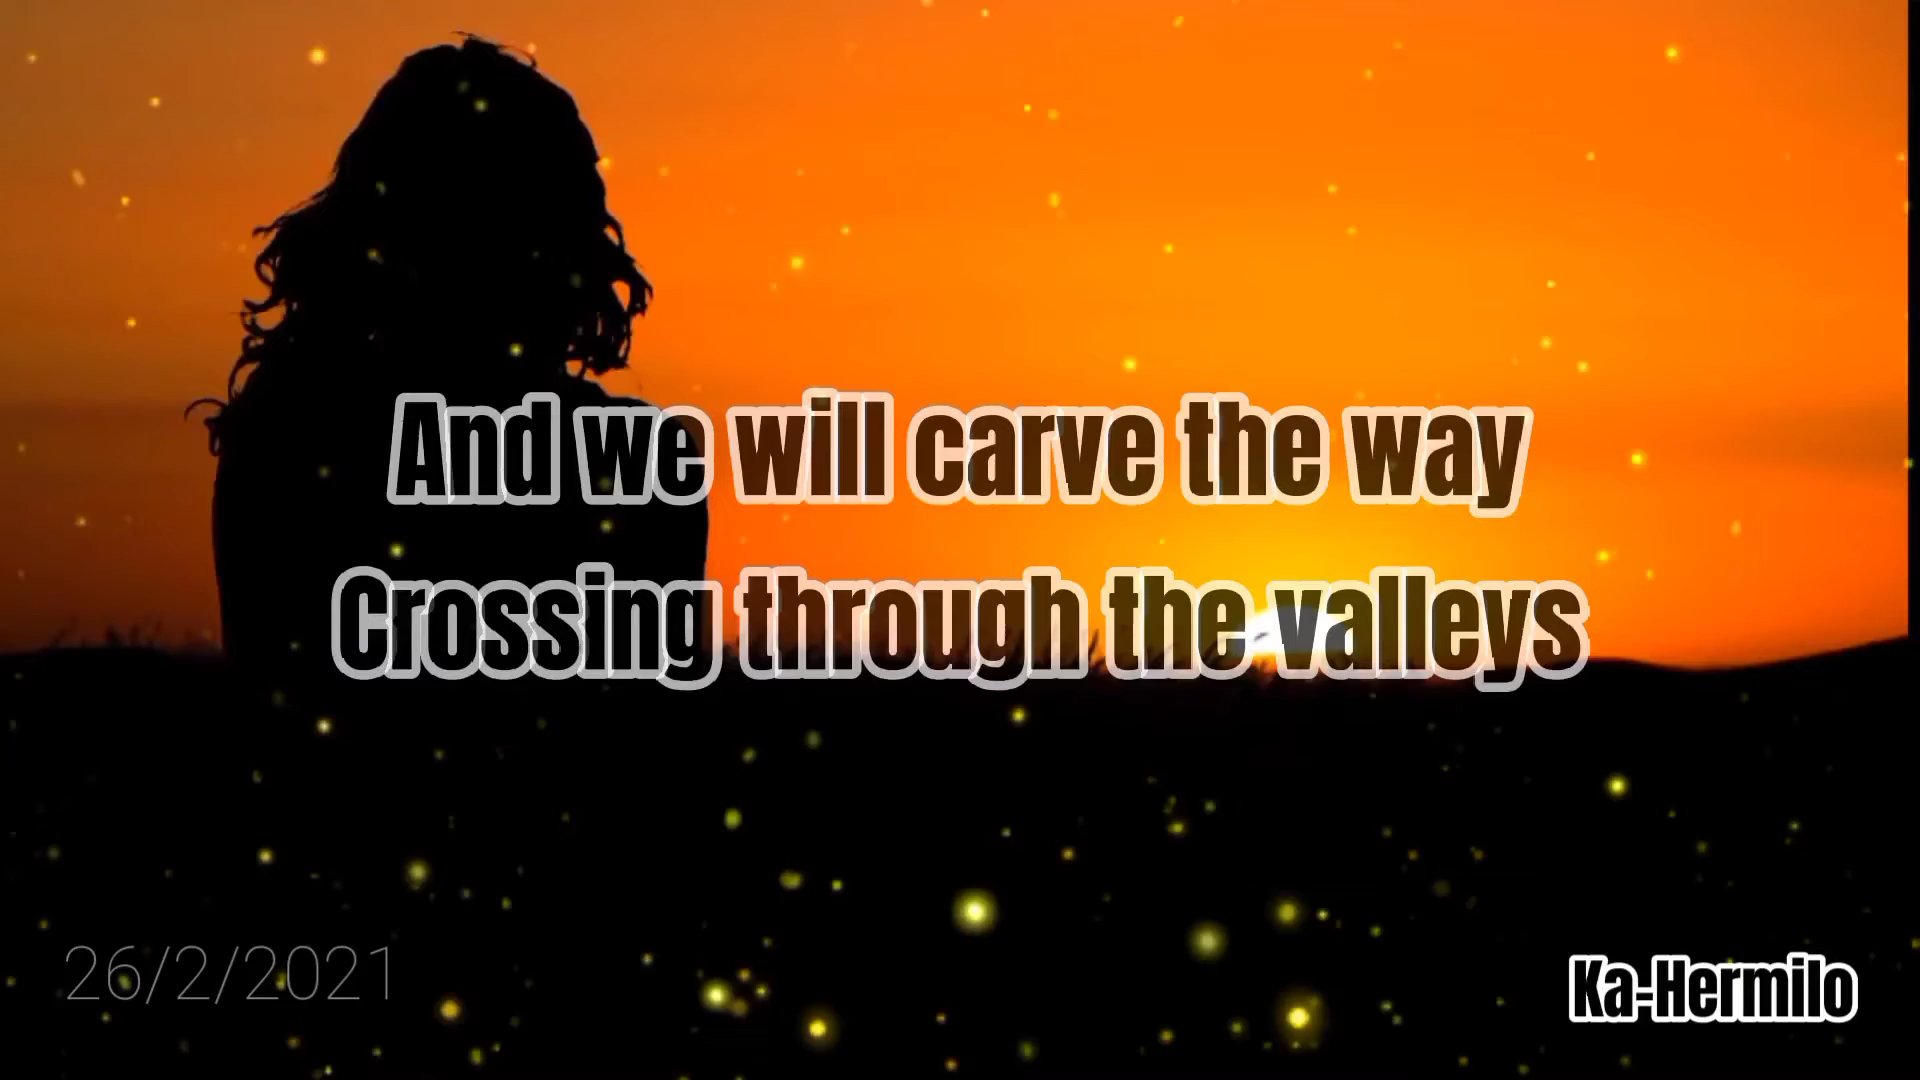 And we will carve the way
Crossing through the valleys
26/2/2021
Ka-Hermilo